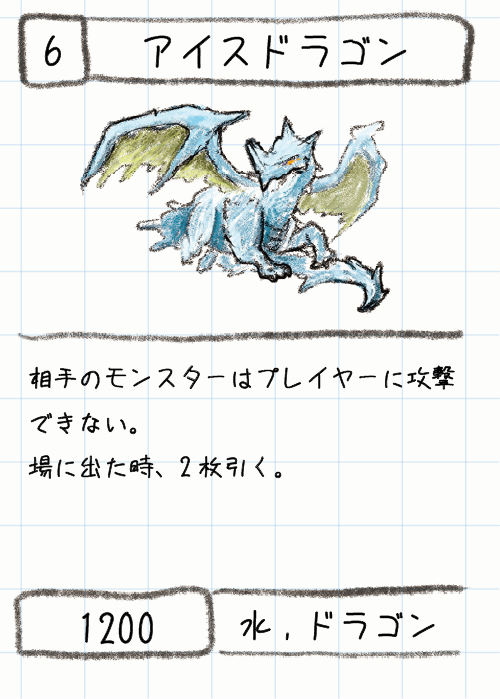 6
アイスドラゴン
相手のモンスターはプレイヤーに攻撃
できない。
場に出た時、2枚引く。
1200
水,ドラゴン